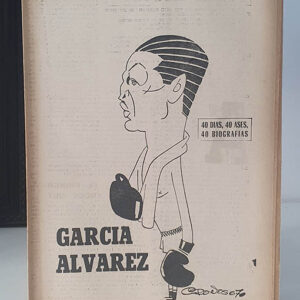 40 DIAS, 40 ASES,
40 BIOGRAFIAS
GARCIA
ALVAREZ